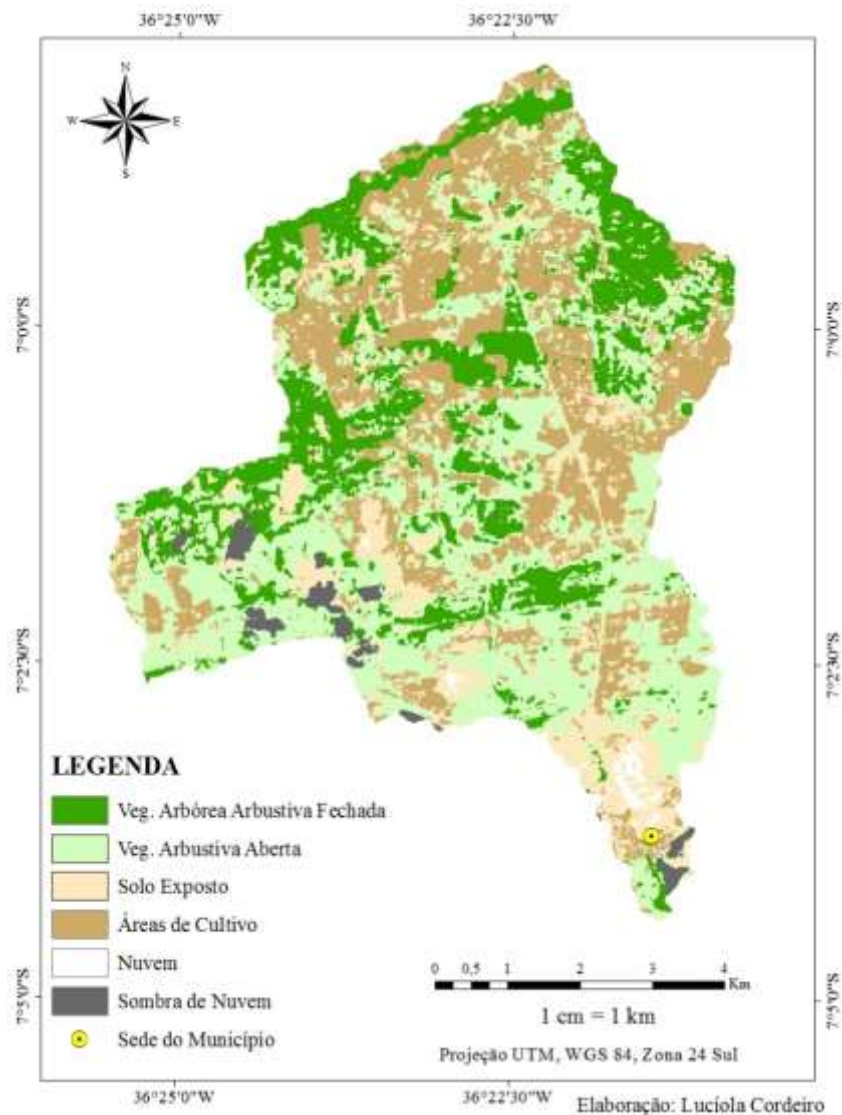 36°25'0"W 36°22'30"W
N
W E
S
7°0'0"S 7°0'0"S
7°2'30"S 7°2'30"S
LEGENDA
Veg. Arbórea Arbustiva Fechada
Veg. Arbustiva Aberta
Solo Exposto
Áreas de Cultivo
Nuvem
Sombra de Nuvem
Sede do Município
0 0,5 1 2 3 4
Km
1 cm = 1 km
Projeção UTM, WGS 84, Zona 24 Sul
7°5'0"S 7°5'0"S
36°25'0"W 36°22'30"W
Elaboração: Lucíola Cordeiro